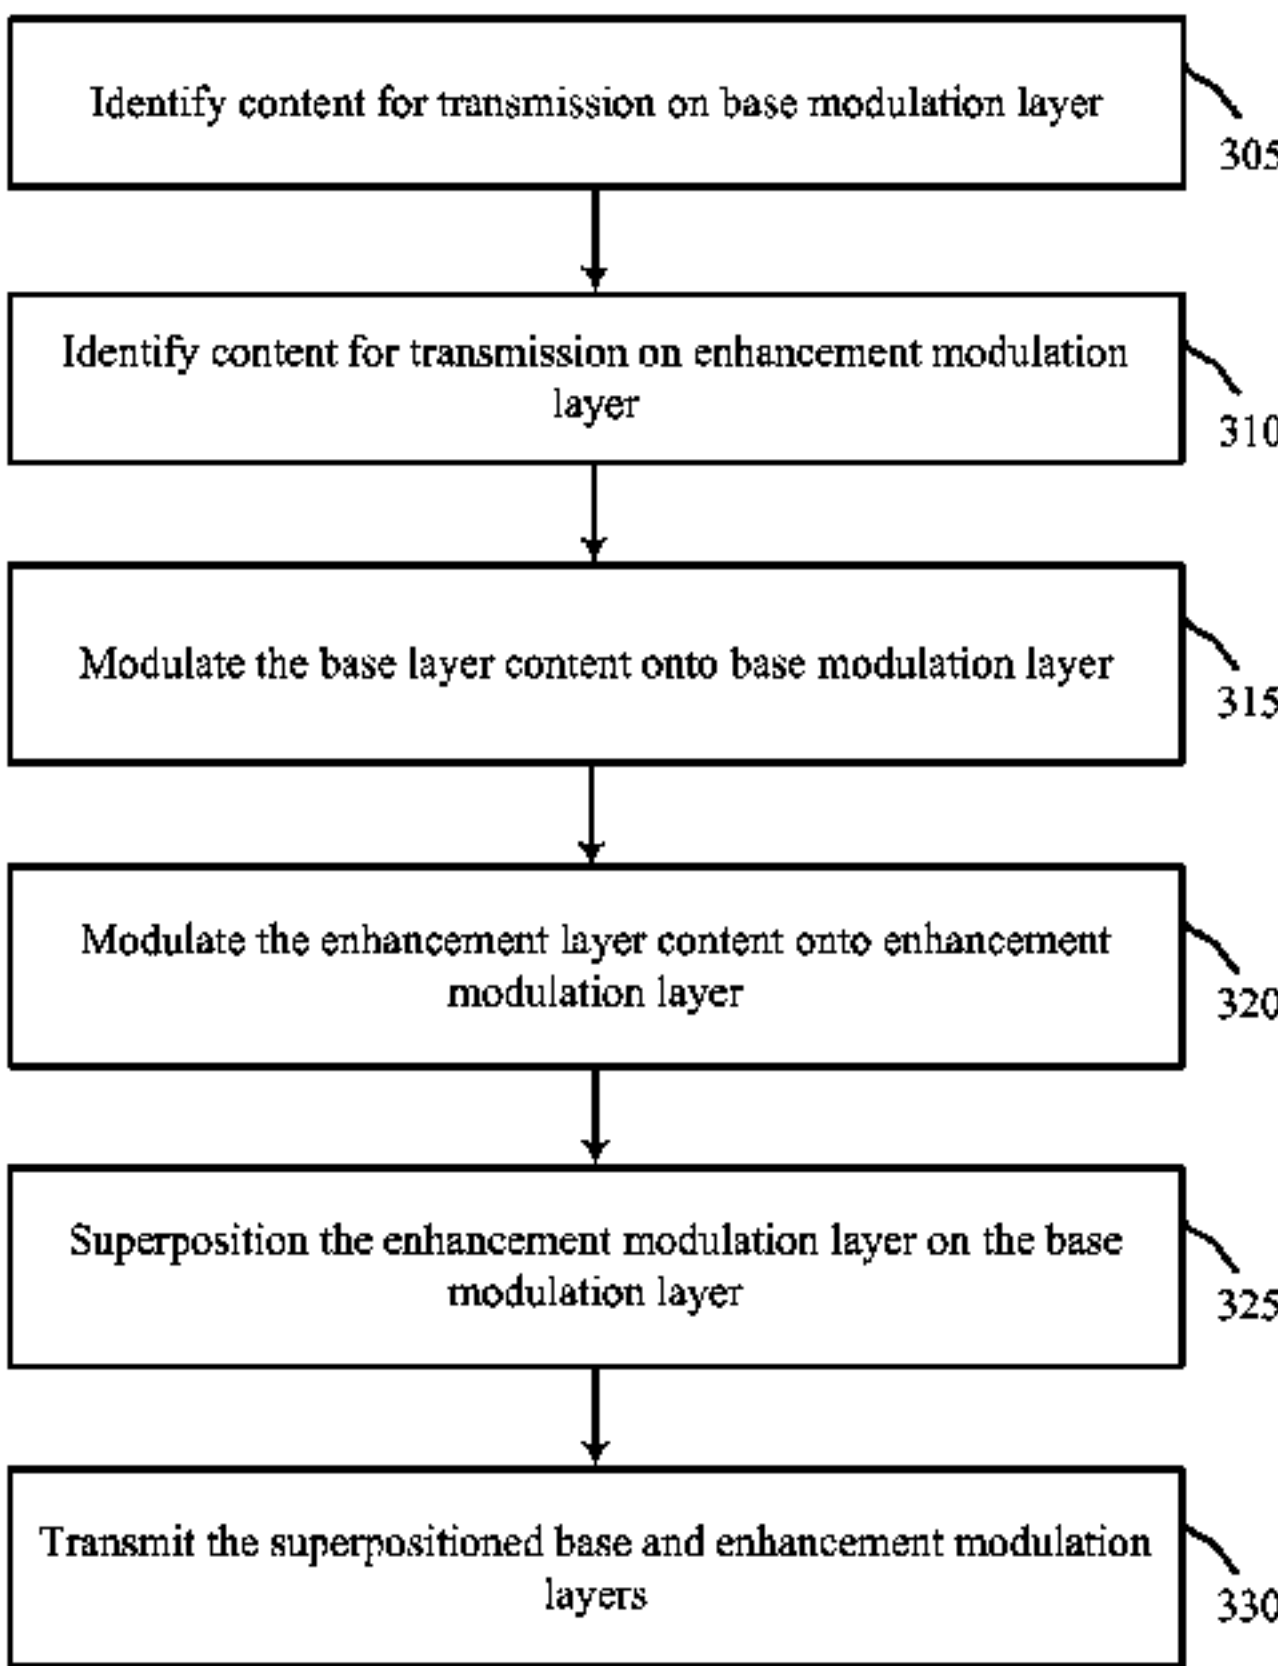 Identify content for transmission on base modulation layer
305
Identify content for transmission on enhancement modulation
layer
310
Modulate the base layer content onto base modulation layer
315
Modulate the enhancement layer content onto enhancement
modulation layer
320
Superposition the enhancement modulation layer on the base
modulation layer
325
Transmit the superpositioned base and enhancement modulation
layers
330